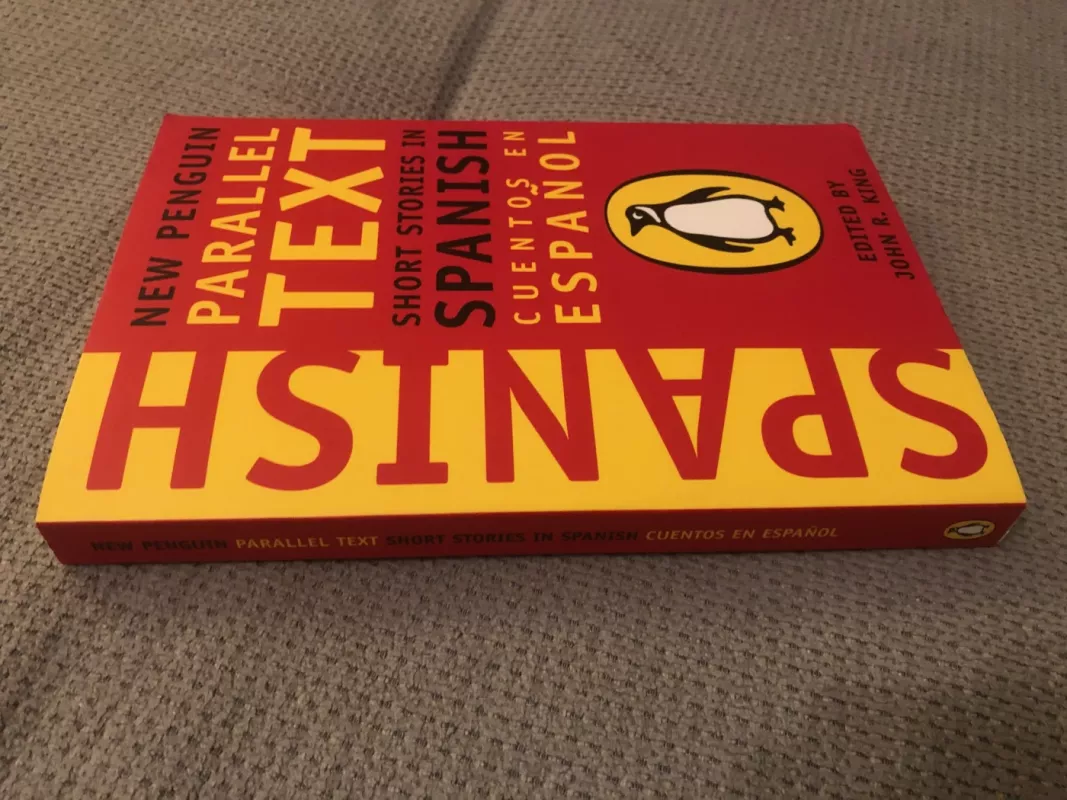 NEW PENGUIN
PARALLEL
TEXT
SHORT STORIES IN
SPANISH
CUENTOS EN
ESPAÑOL
EDITED BY
JOHN R. KING
SPANISH
NEW PENGUIN PARALLEL TEXT SHORT STORIES IN SPANISH CUENTOS EN ESPAÑOL